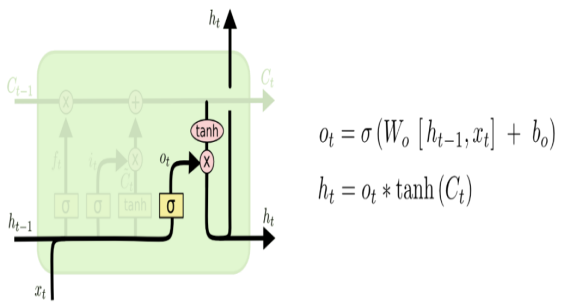 h_t
C_{t-1}
C_t
tanh
f_t
i_t
o_t
C̃_t
σ
σ
tanh
σ
h_{t-1}
h_t
x_t
o_t = σ(W_o [h_{t-1}, x_t] + b_o)
h_t = o_t * tanh(C_t)